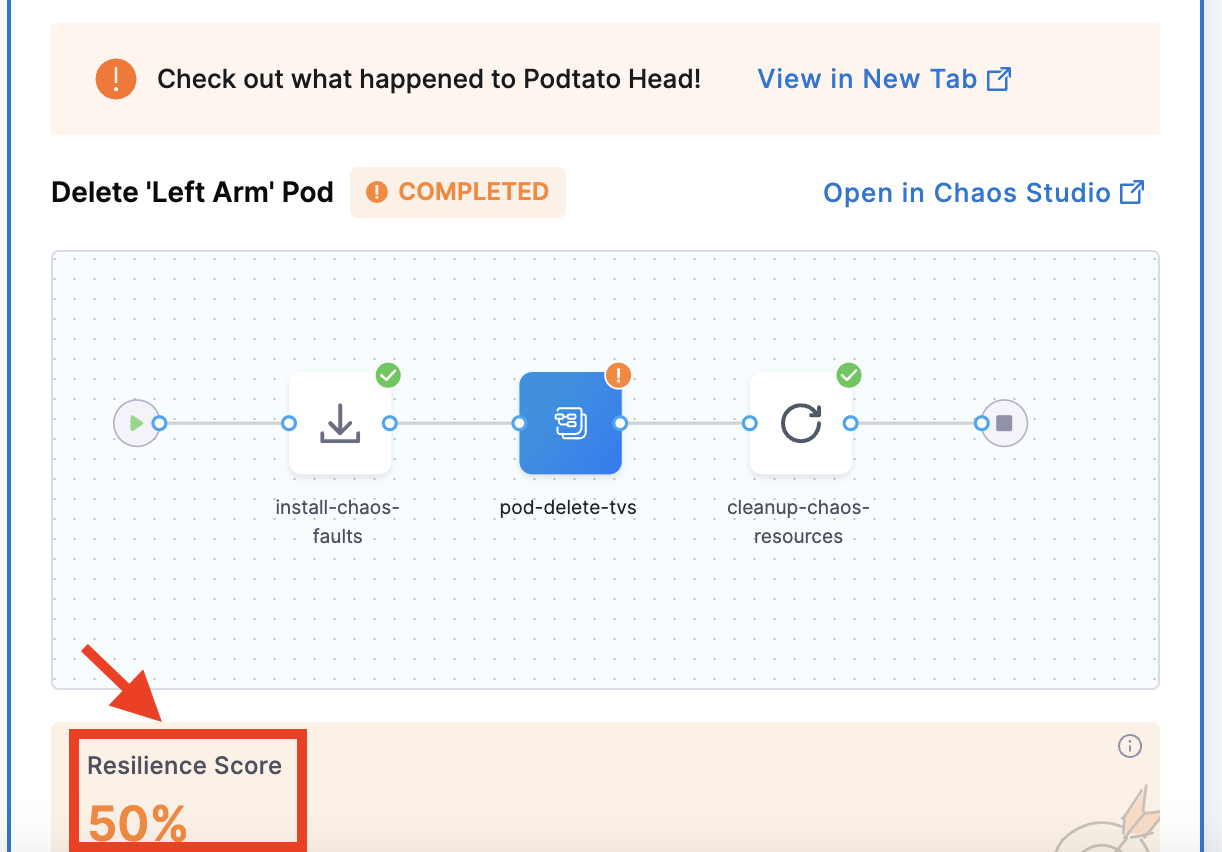 Check out what happened to Podtato Head!
View in New Tab
Delete 'Left Arm' Pod
COMPLETED
Open in Chaos Studio
install-chaos-
faults
pod-delete-tvs
cleanup-chaos-
resources
Resilience Score
50%